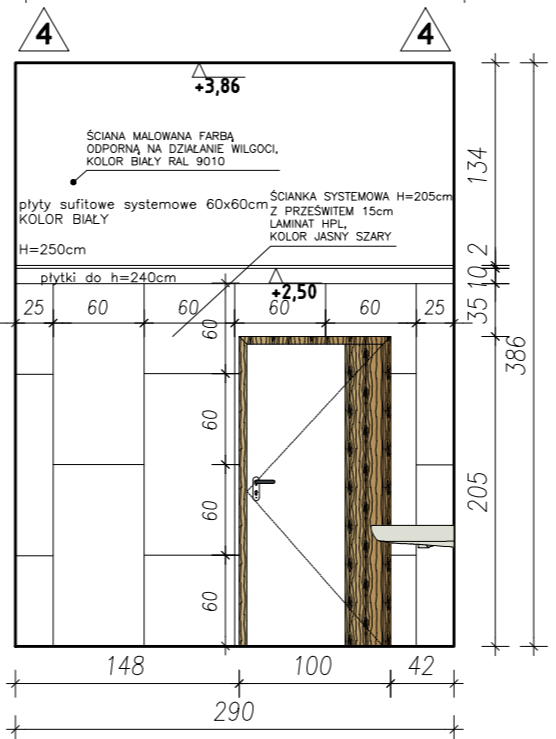 4
4
+3,86
ŚCIANA MALOWANA FARBĄ
ODPORNĄ NA DZIAŁANIE WILGOCI,
KOLOR BIAŁY RAL 9010
134
płyty sufitowe systemowe 60x60cm
KOLOR BIAŁY
H=250cm
ŚCIANKA SYSTEMOWA H=205cm
Z PRZEŚWITEM 15cm
LAMINAT HPL,
KOLOR JASNY SZARY
2
10
płytki do h=240cm
+2,50
25
60
60
60
60
25
35
386
60
60
60
60
205
148
100
42
290